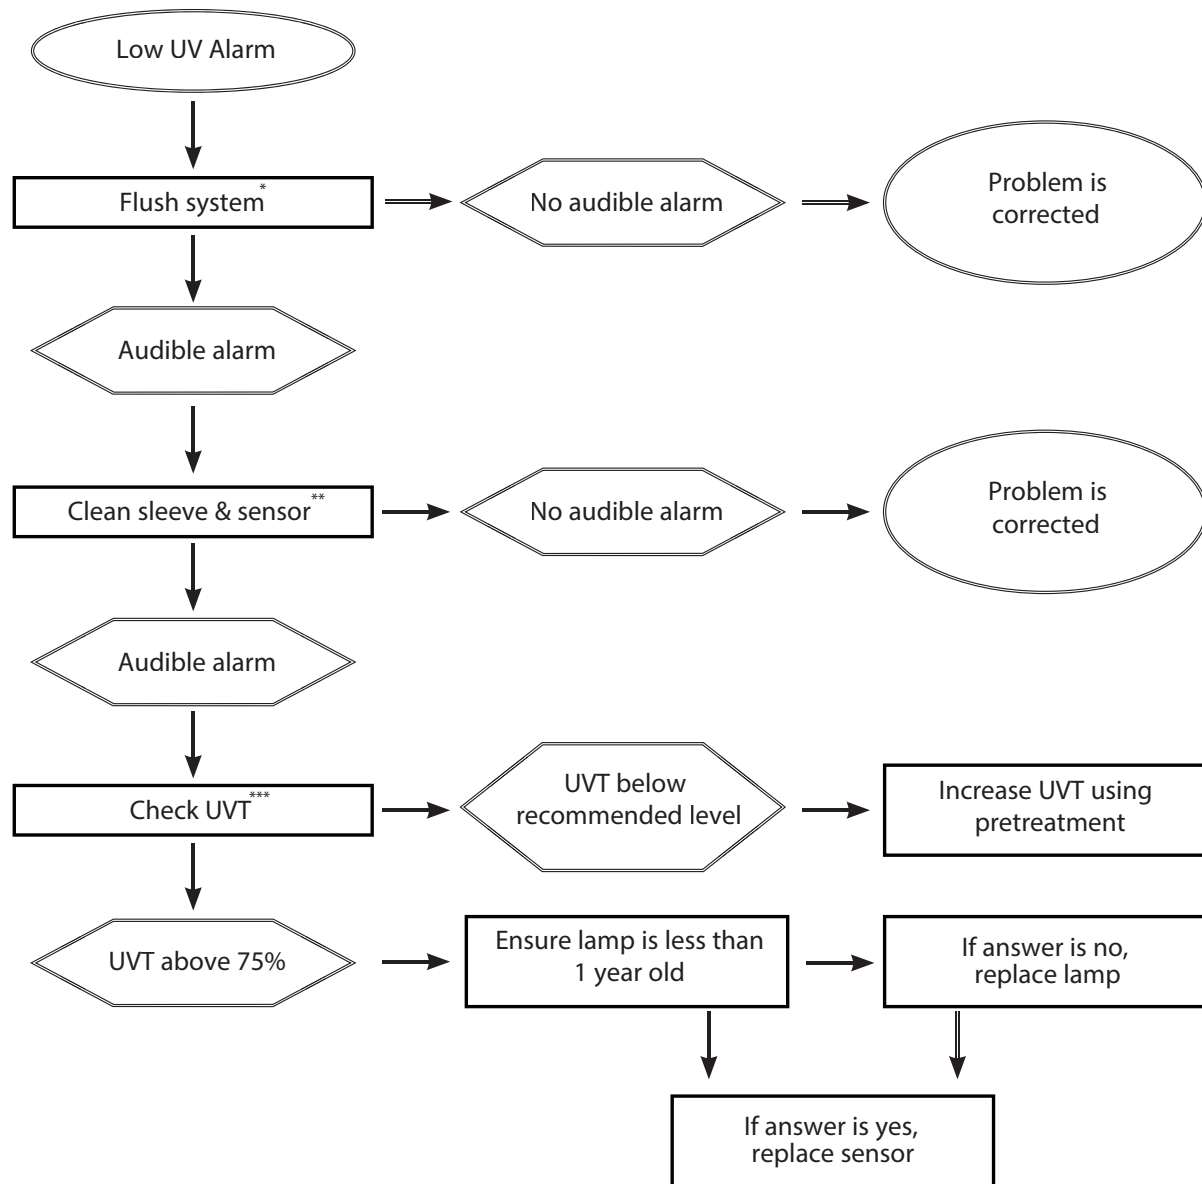 Low UV Alarm
Flush system*
No audible alarm
Problem is
corrected
Audible alarm
Clean sleeve & sensor**
No audible alarm
Problem is
corrected
Audible alarm
Check UVT***
UVT below
recommended level
Increase UVT using
pretreatment
UVT above 75%
Ensure lamp is less than
1 year old
If answer is no,
replace lamp
If answer is yes,
replace sensor